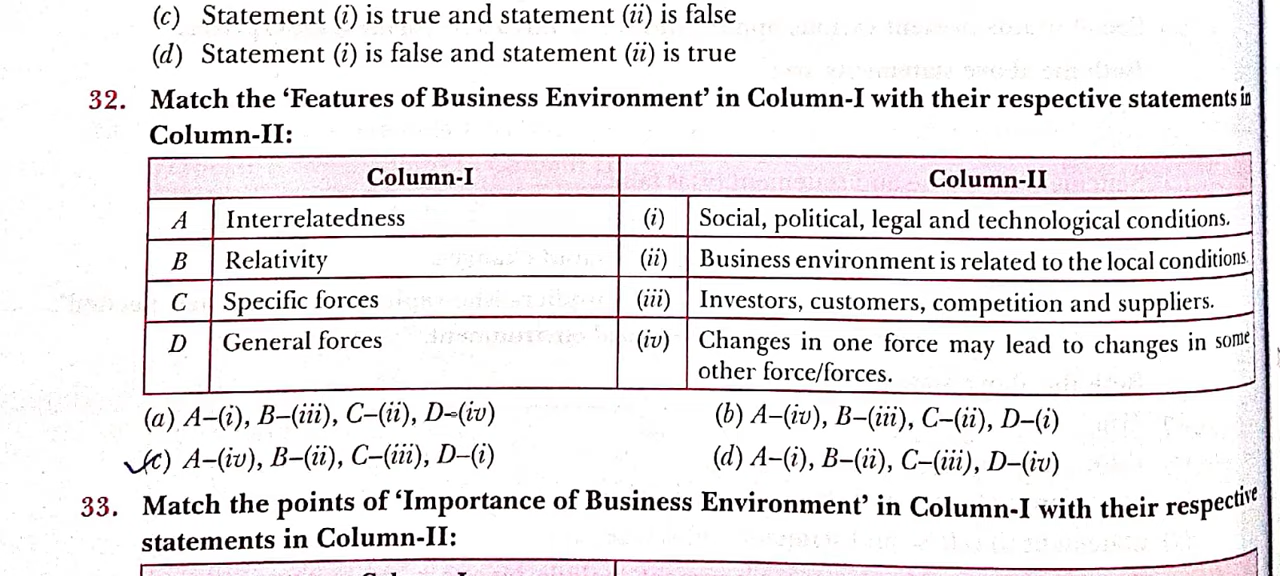 (c) Statement (i) is true and statement (ii) is false
(d) Statement (i) is false and statement (ii) is true
32. Match the ‘Features of Business Environment’ in Column-I with their respective statements in
Column-II:
Column-I Column-II
A Interrelatedness (i) Social, political, legal and technological conditions.
B Relativity (ii) Business environment is related to the local conditions.
C Specific forces (iii) Investors, customers, competition and suppliers.
D General forces (iv) Changes in one force may lead to changes in some
other force/forces.
(a) A–(i), B–(iii), C–(ii), D–(iv) (b) A–(iv), B–(iii), C–(ii), D–(i)
(c) A–(iv), B–(ii), C–(iii), D–(i) (d) A–(i), B–(ii), C–(iii), D–(iv)
33. Match the points of ‘Importance of Business Environment’ in Column-I with their respective
statements in Column-II: